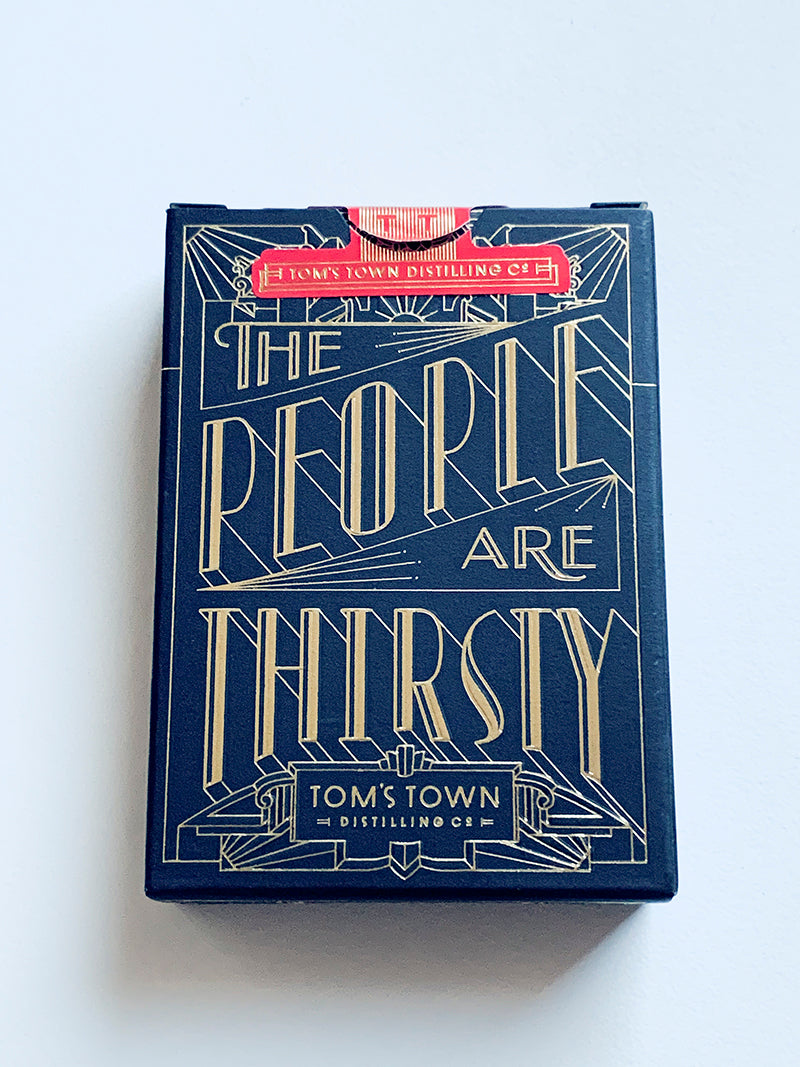 T T
TOM'S TOWN DISTILLING Cº
THE
PEOPLE
ARE
THIRSTY
TOM'S TOWN
DISTILLING Cº